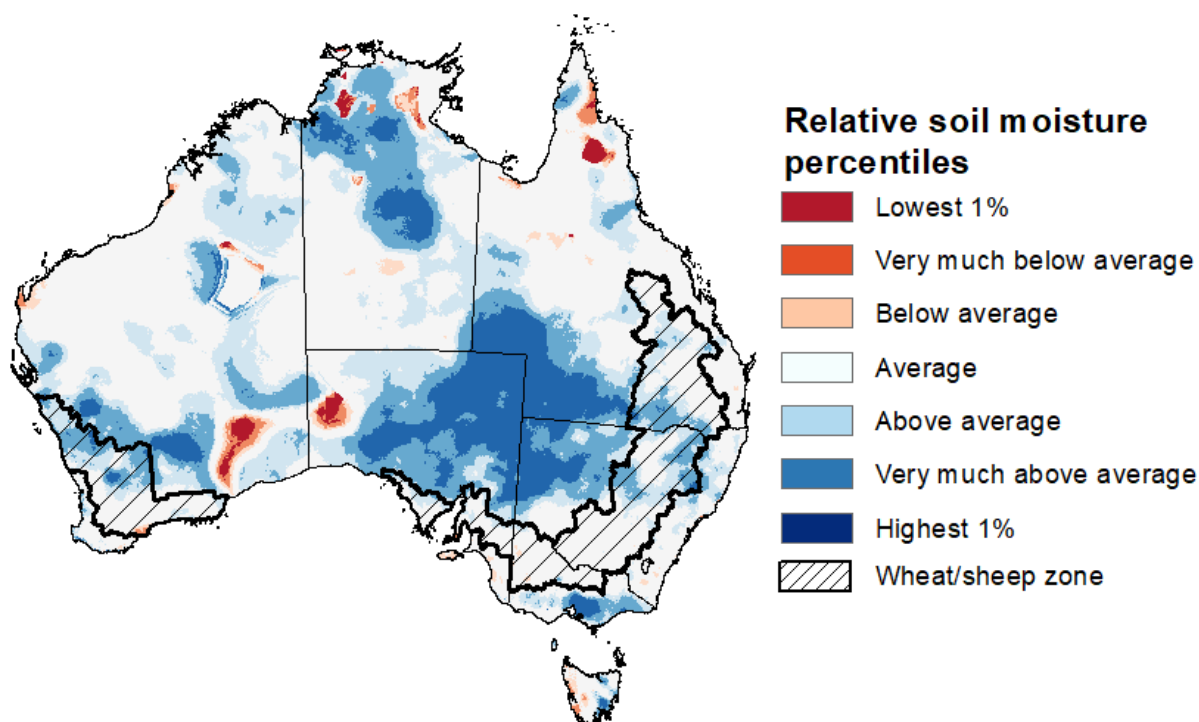 Relative soil moisture
percentiles
Lowest 1%
Very much below average
Below average
Average
Above average
Very much above average
Highest 1%
Wheat/sheep zone